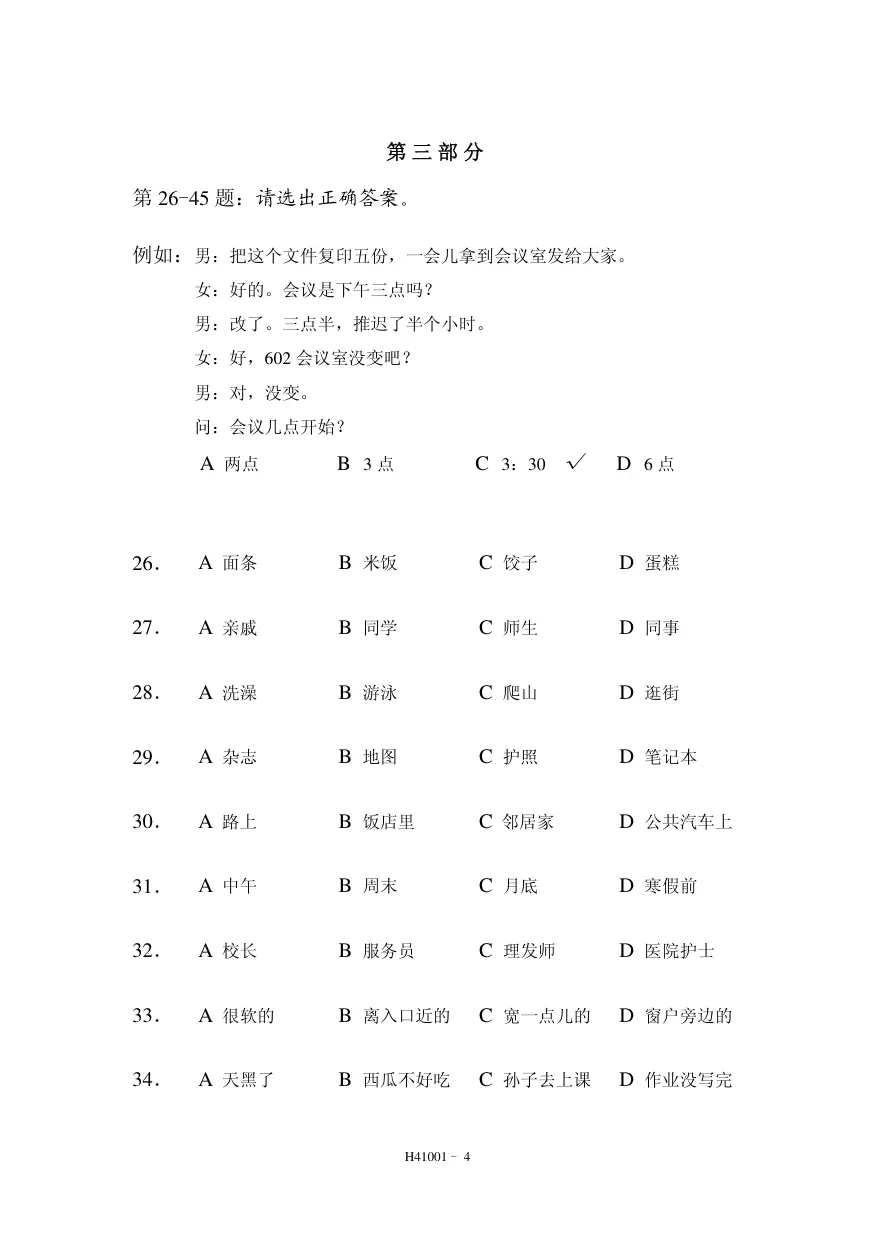 第三部分
第 26-45 题：请选出正确答案。
例如：男：把这个文件复印五份，一会儿拿到会议室发给大家。
女：好的。会议是下午三点吗？
男：改了。三点半，推迟了半个小时。
女：好，602 会议室没变吧？
男：对，没变。
问：会议几点开始？
A 两点 B 3 点 C 3：30 √ D 6 点
26． A 面条 B 米饭 C 饺子 D 蛋糕
27． A 亲戚 B 同学 C 师生 D 同事
28． A 洗澡 B 游泳 C 爬山 D 逛街
29． A 杂志 B 地图 C 护照 D 笔记本
30． A 路上 B 饭店里 C 邻居家 D 公共汽车上
31． A 中午 B 周末 C 月底 D 寒假前
32． A 校长 B 服务员 C 理发师 D 医院护士
33． A 很软的 B 离入口近的 C 宽一点儿的 D 窗户旁边的
34． A 天黑了 B 西瓜不好吃 C 孙子去上课 D 作业没写完
H41001 - 4